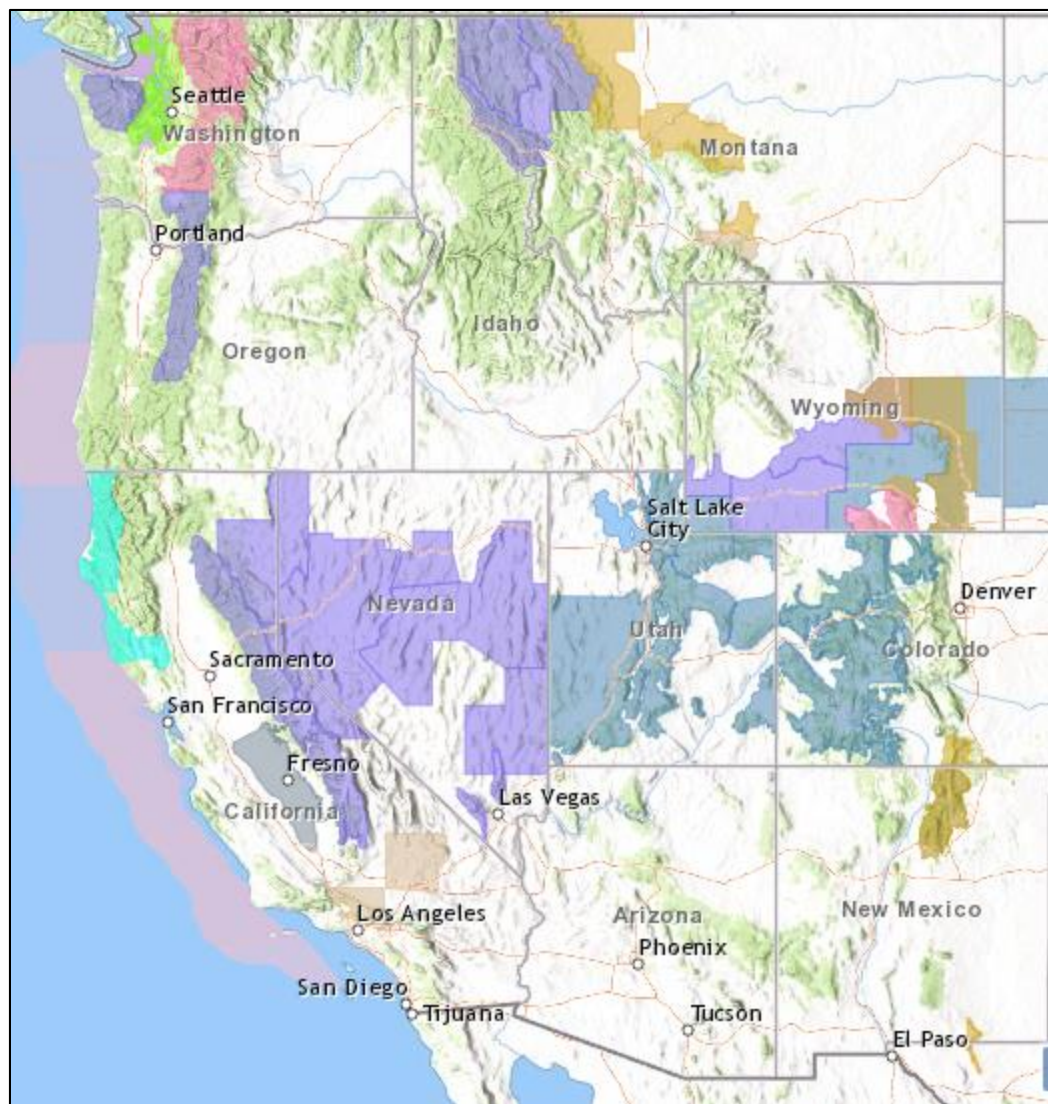 Seattle
Washington
Montana
Portland
Idaho
Oregon
Wyoming
Salt Lake
City
Nevada
Denver
Utah
Colorado
Sacramento
San Francisco
Fresno
Las Vegas
California
Los Angeles
Arizona
New Mexico
Phoenix
San Diego
Tijuana
Tucson
El Paso